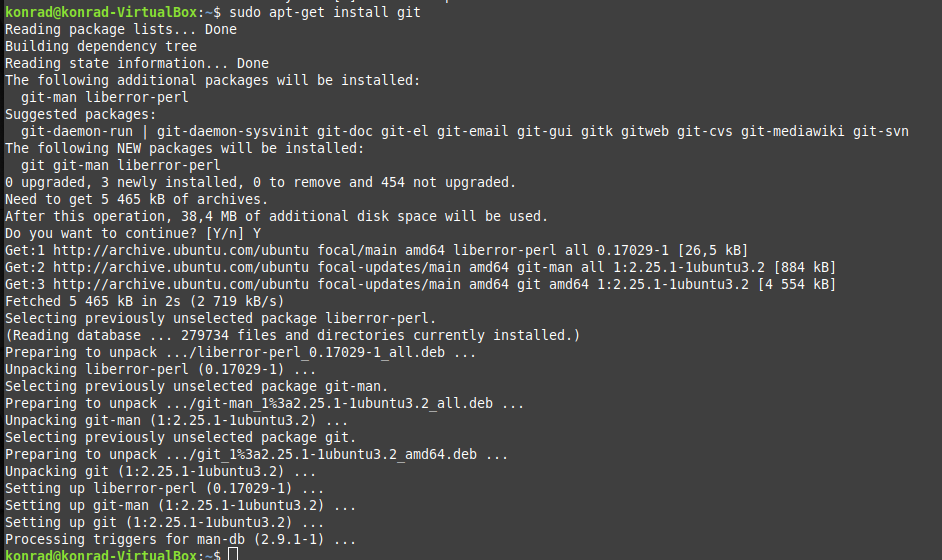 konrad@konrad-VirtualBox:~$ sudo apt-get install git
Reading package lists... Done
Building dependency tree
Reading state information... Done
The following additional packages will be installed:
  git-man liberror-perl
Suggested packages:
  git-daemon-run | git-daemon-sysvinit git-doc git-el git-email git-gui gitk gitweb git-cvs git-mediawiki git-svn
The following NEW packages will be installed:
  git git-man liberror-perl
0 upgraded, 3 newly installed, 0 to remove and 454 not upgraded.
Need to get 5 465 kB of archives.
After this operation, 38,4 MB of additional disk space will be used.
Do you want to continue? [Y/n] Y
Get:1 http://archive.ubuntu.com/ubuntu focal/main amd64 liberror-perl all 0.17029-1 [26,5 kB]
Get:2 http://archive.ubuntu.com/ubuntu focal-updates/main amd64 git-man all 1:2.25.1-1ubuntu3.2 [884 kB]
Get:3 http://archive.ubuntu.com/ubuntu focal-updates/main amd64 git amd64 1:2.25.1-1ubuntu3.2 [4 554 kB]
Fetched 5 465 kB in 2s (2 719 kB/s)
Selecting previously unselected package liberror-perl.
(Reading database ... 279734 files and directories currently installed.)
Preparing to unpack .../liberror-perl_0.17029-1_all.deb ...
Unpacking liberror-perl (0.17029-1) ...
Selecting previously unselected package git-man.
Preparing to unpack .../git-man_1%3a2.25.1-1ubuntu3.2_all.deb ...
Unpacking git-man (1:2.25.1-1ubuntu3.2) ...
Selecting previously unselected package git.
Preparing to unpack .../git_1%3a2.25.1-1ubuntu3.2_amd64.deb ...
Unpacking git (1:2.25.1-1ubuntu3.2) ...
Setting up liberror-perl (0.17029-1) ...
Setting up git-man (1:2.25.1-1ubuntu3.2) ...
Setting up git (1:2.25.1-1ubuntu3.2) ...
Processing triggers for man-db (2.9.1-1) ...
konrad@konrad-VirtualBox:~$